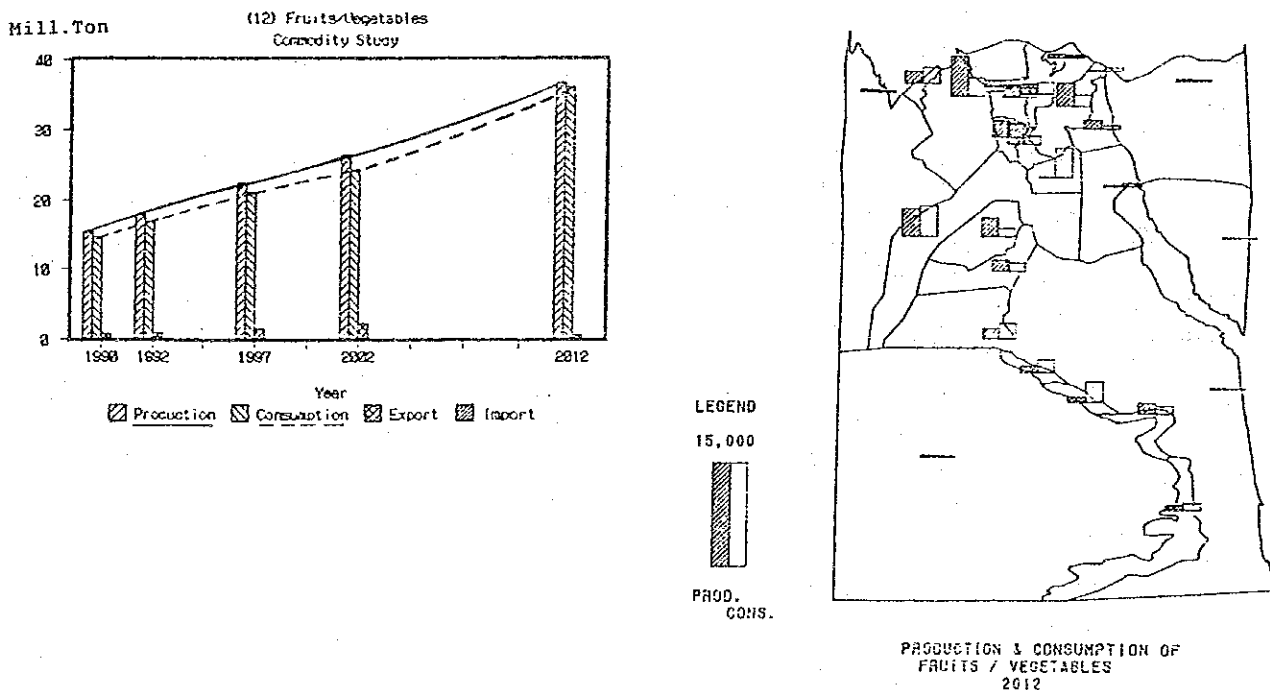 Mill.Ton
(12) Fruits/Vegetables
Commodity Study
40
30
20
10
0
1990 1992 1997 2002 2012
Year
Production Consumption Export Import
LEGEND
15,000
PROD.
CONS.
PRODUCTION & CONSUMPTION OF
FRUITS / VEGETABLES
2012